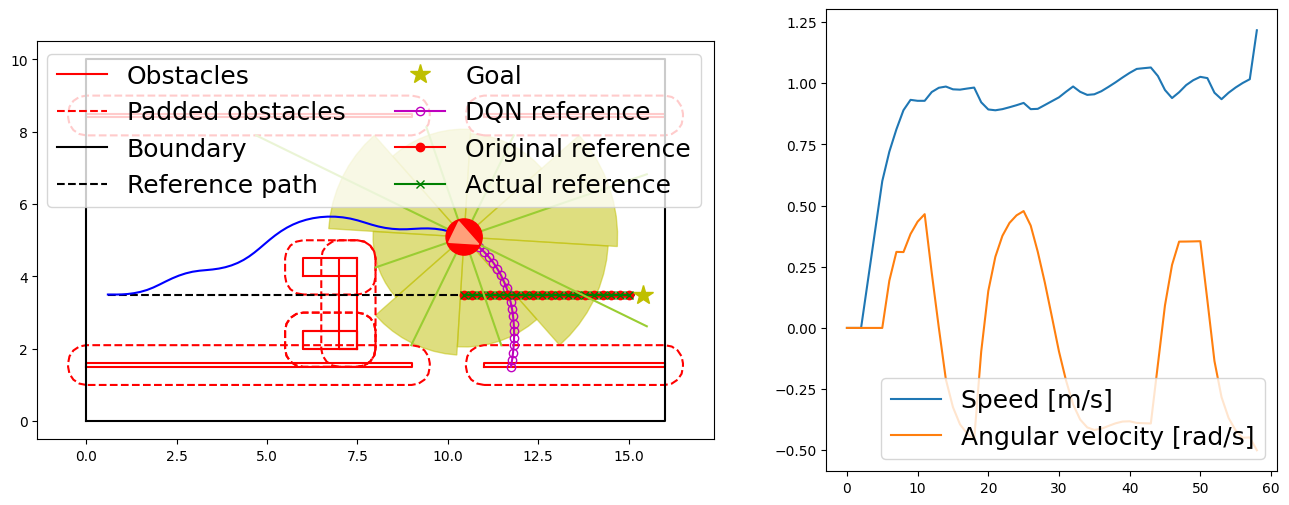 10
8
6
4
2
0
Obstacles
Padded obstacles
Boundary
Reference path
Goal
DQN reference
Original reference
Actual reference
0.0 2.5 5.0 7.5 10.0 12.5 15.0
1.25
1.00
0.75
0.50
0.25
0.00
−0.25
−0.50
Speed [m/s]
Angular velocity [rad/s]
0 10 20 30 40 50 60